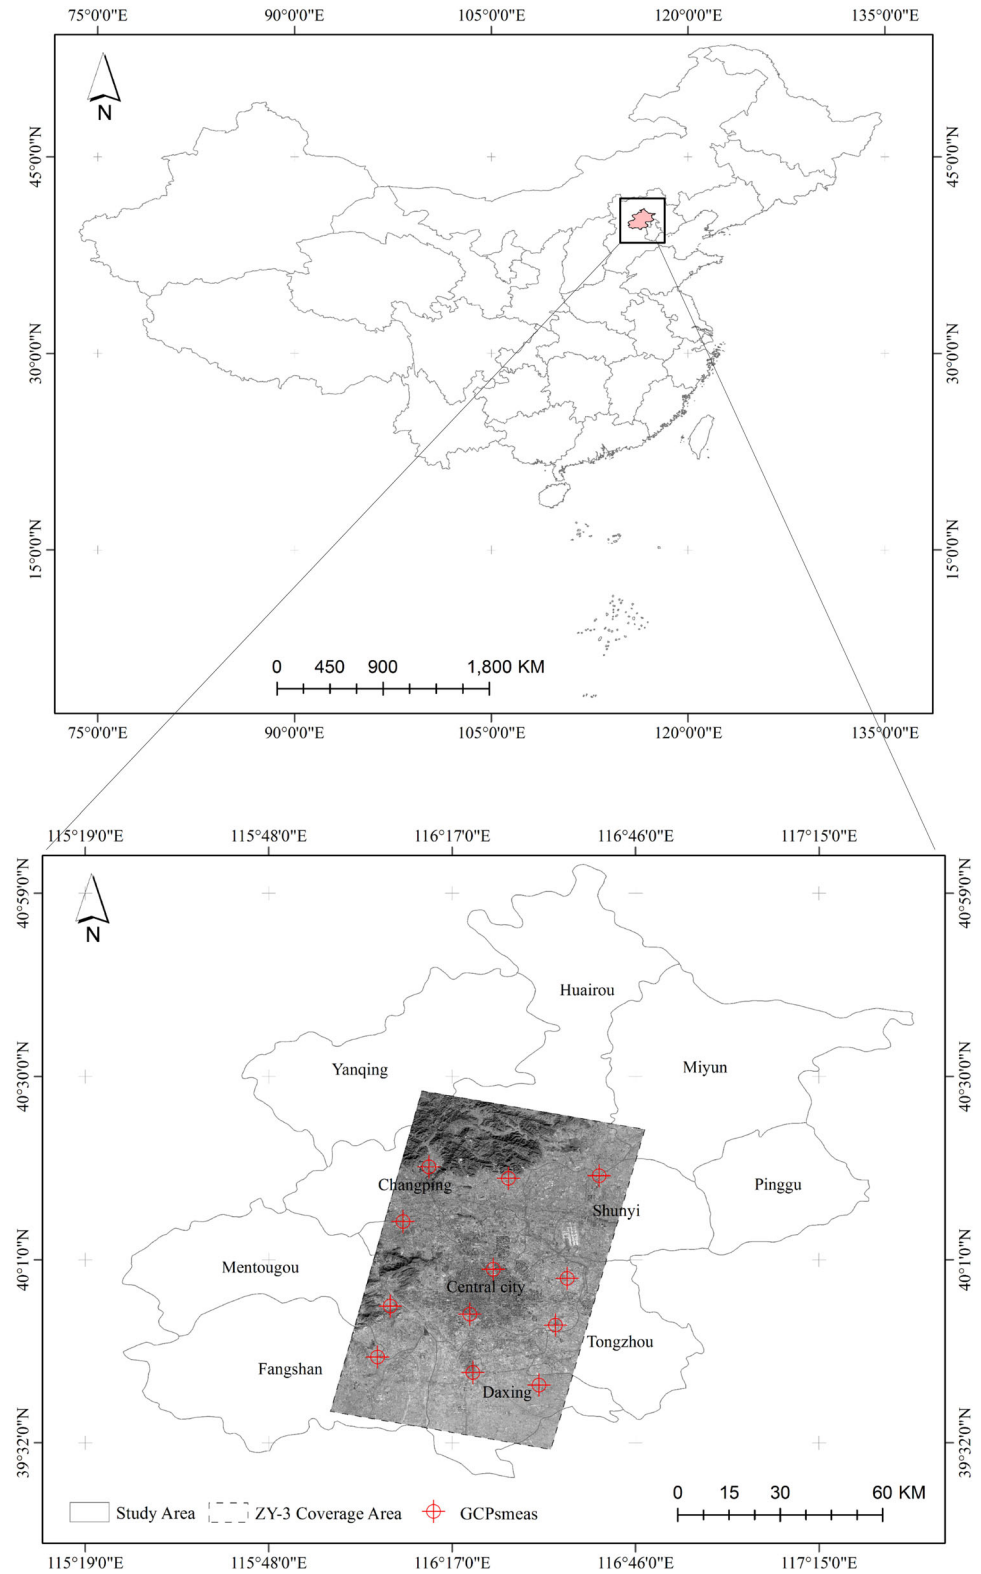 75°0'0"E 90°0'0"E 105°0'0"E 120°0'0"E 135°0'0"E
N
45°0'0"N 45°0'0"N
30°0'0"N 30°0'0"N
15°0'0"N 15°0'0"N
0 450 900 1,800 KM
75°0'0"E 90°0'0"E 105°0'0"E 120°0'0"E 135°0'0"E
115°19'0"E 115°48'0"E 116°17'0"E 116°46'0"E 117°15'0"E
40°59'0"N 40°59'0"N
N
Huairou
Yanqing Miyun
40°30'0"N 40°30'0"N
Changping Pinggu
Shunyi
40°1'0"N 40°1'0"N
Mentougou
Central city
Tongzhou
Fangshan
Daxing
39°32'0"N 39°32'0"N
0 15 30 60 KM
Study Area ZY-3 Coverage Area GCPsmeas
115°19'0"E 115°48'0"E 116°17'0"E 116°46'0"E 117°15'0"E